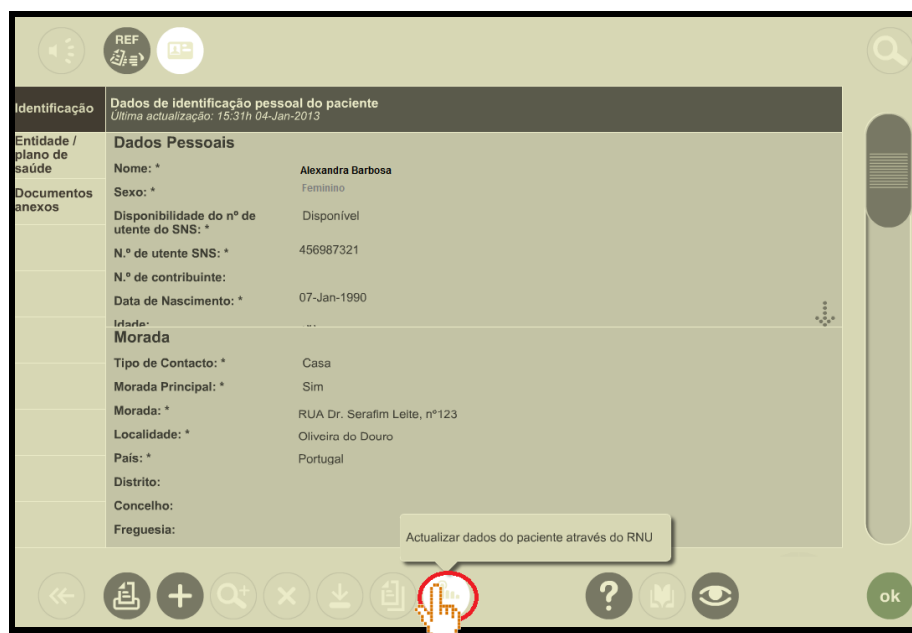 REF
Identificação
Dados de identificação pessoal do paciente
Última actualização: 15:31h 04-Jan-2013
Entidade /
plano de
saúde
Documentos
anexos
Dados Pessoais
Nome: * Alexandra Barbosa
Sexo: * Feminino
Disponibilidade do nº de
utente do SNS: * Disponível
N.º de utente SNS: * 456987321
N.º de contribuinte:
Data de Nascimento: * 07-Jan-1990
Idade:
Morada
Tipo de Contacto: * Casa
Morada Principal: * Sim
Morada: * RUA Dr. Serafim Leite, nº123
Localidade: * Oliveira do Douro
País: * Portugal
Distrito:
Concelho:
Freguesia:
Actualizar dados do paciente através do RNU
?
ok